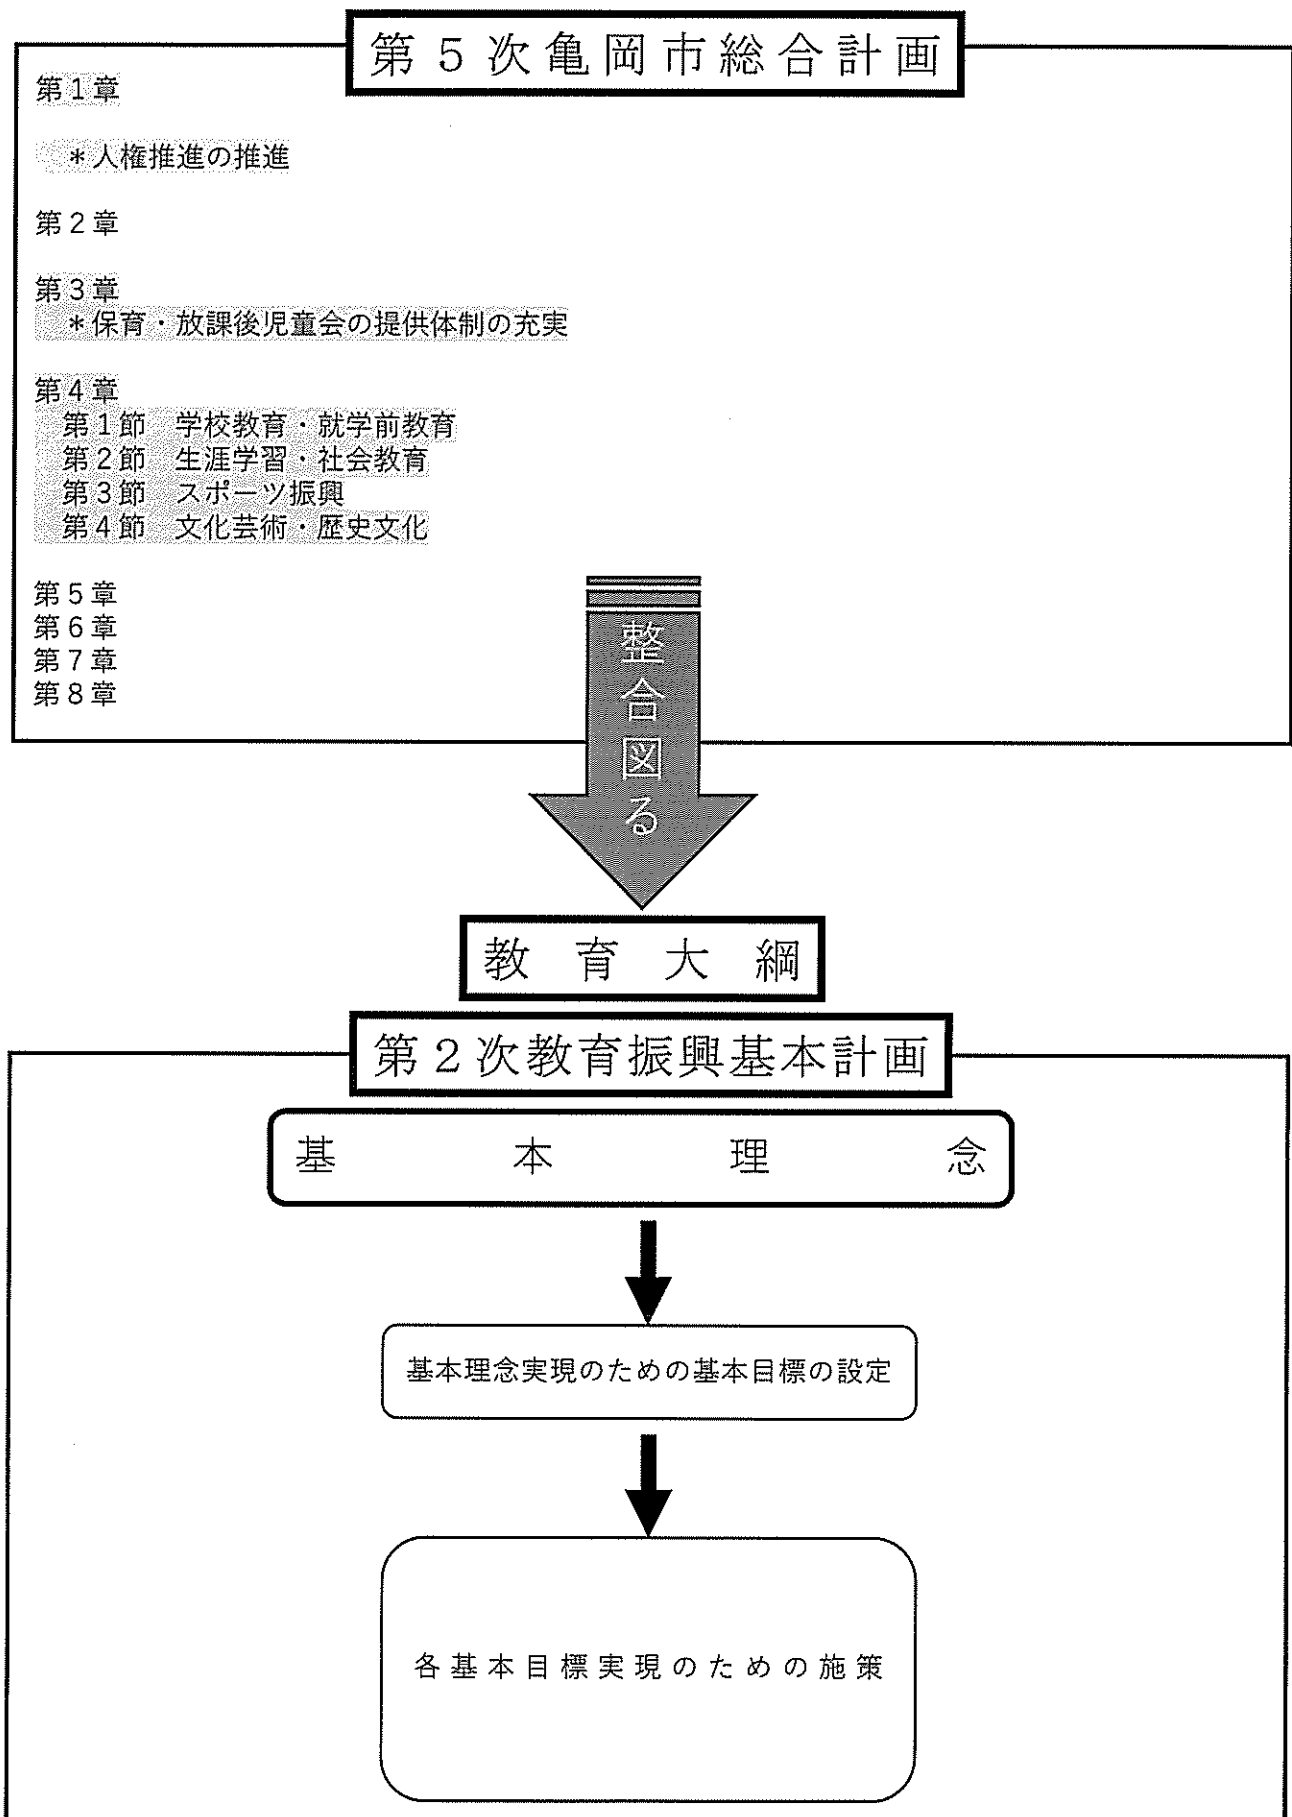 第５次亀岡市総合計画
第１章
＊人権推進の推進
第２章
第３章
＊保育・放課後児童会の提供体制の充実
第４章
第１節　学校教育・就学前教育
第２節　生涯学習・社会教育
第３節　スポーツ振興
第４節　文化芸術・歴史文化
第５章
第６章
第７章
第８章
整合図る
教育大綱
第２次教育振興基本計画
基本理念
基本理念実現のための基本目標の設定
各基本目標実現のための施策